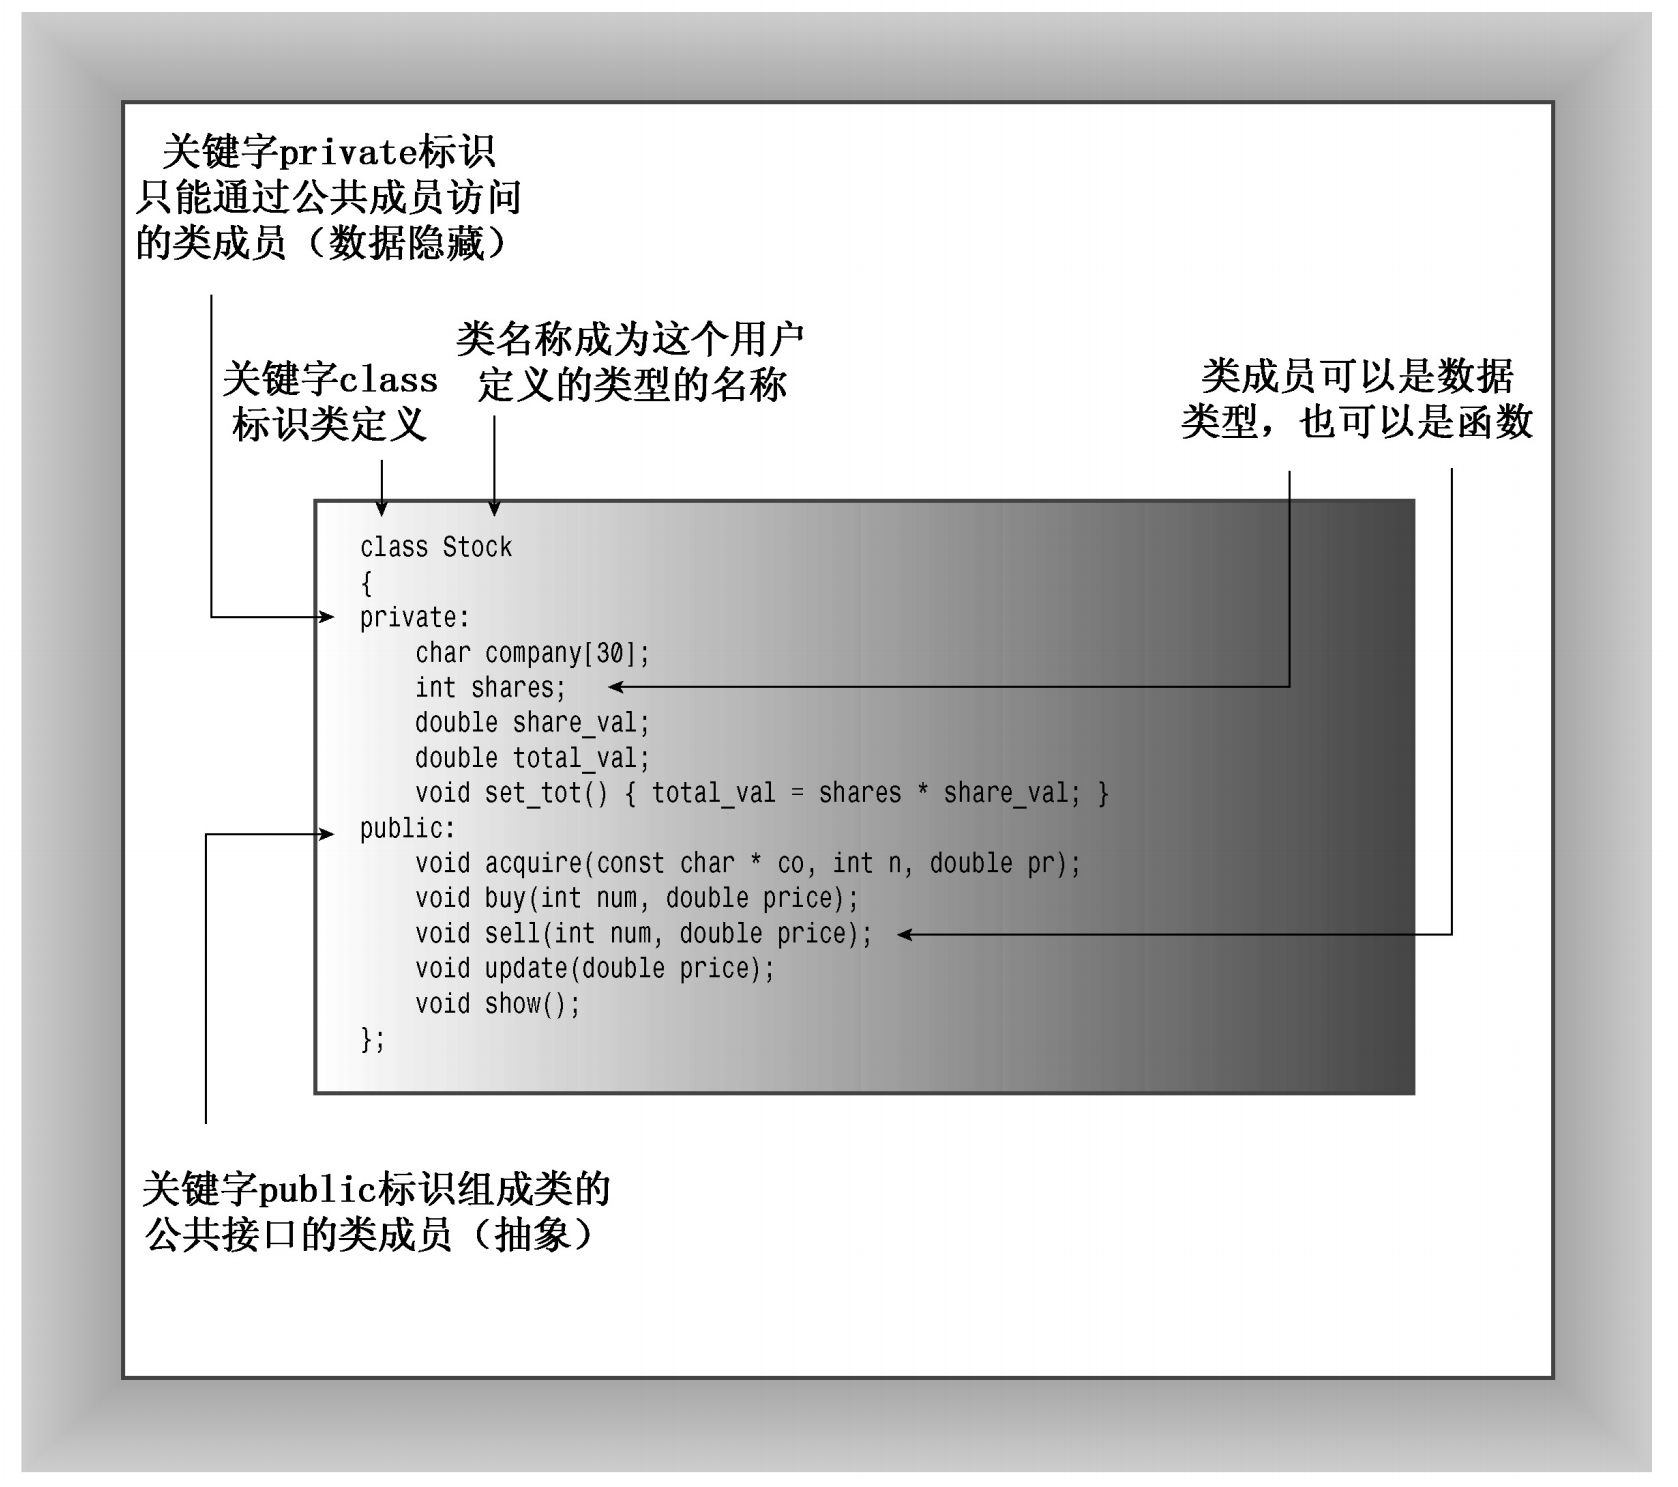 关键字private标识
只能通过公共成员访问
的类成员（数据隐藏）
关键字class
标识类定义
类名称成为这个用户
定义的类型的名称
类成员可以是数据
类型，也可以是函数
class Stock
{
private:
    char company[30];
    int shares;
    double share_val;
    double total_val;
    void set_tot() { total_val = shares * share_val; }
public:
    void acquire(const char * co, int n, double pr);
    void buy(int num, double price);
    void sell(int num, double price);
    void update(double price);
    void show();
};
关键字public标识组成类的
公共接口的类成员（抽象）